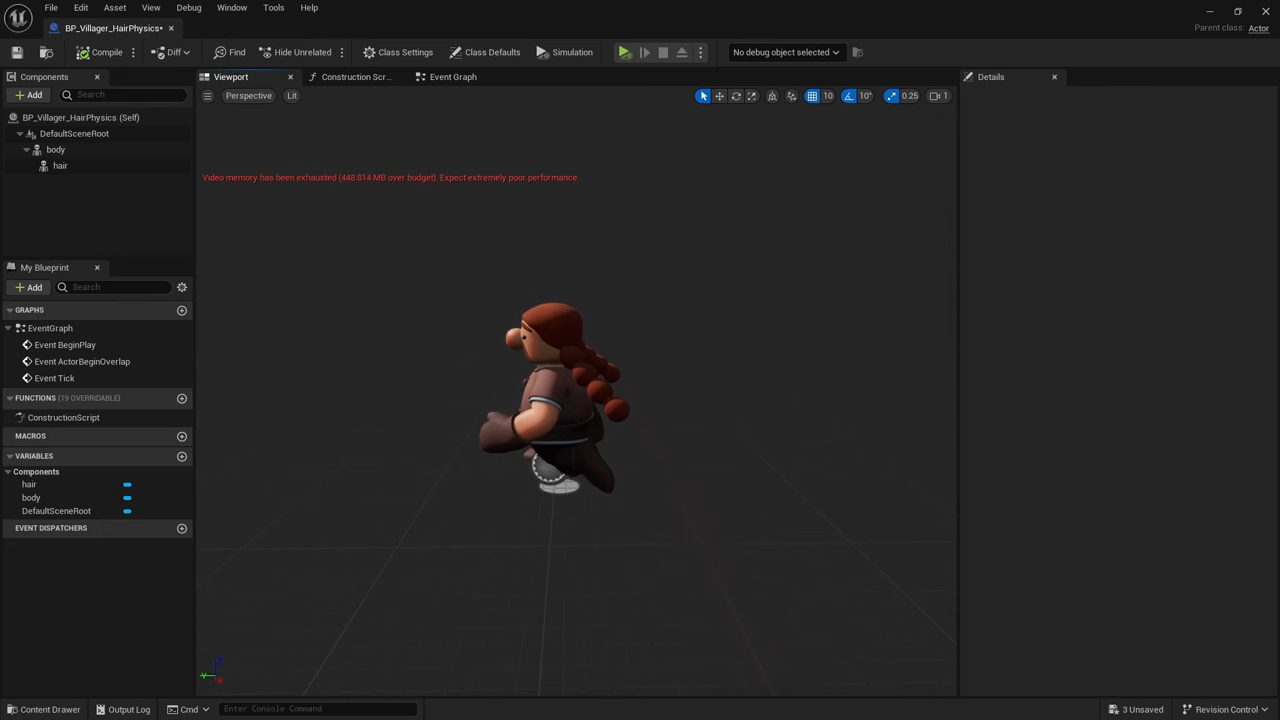 File Edit Asset View Debug Window Tools Help
BP_Villager_HairPhysics•
Parent class: Actor
Compile Diff Find Hide Unrelated Class Settings Class Defaults Simulation No debug object selected
Components
Viewport Construction Scr... Event Graph
Details
+ Add Search
Perspective Lit 10 10° 0.25 1
BP_Villager_HairPhysics (Self)
DefaultSceneRoot
body
hair
Video memory has been exhausted (448.814 MB over budget). Expect extremely poor performance.
My Blueprint
+ Add Search
GRAPHS
EventGraph
Event BeginPlay
Event ActorBeginOverlap
Event Tick
FUNCTIONS (19 OVERRIDABLE)
ConstructionScript
MACROS
VARIABLES
Components
hair
body
DefaultSceneRoot
EVENT DISPATCHERS
Content Drawer Output Log Cmd Enter Console Command 3 Unsaved Revision Control